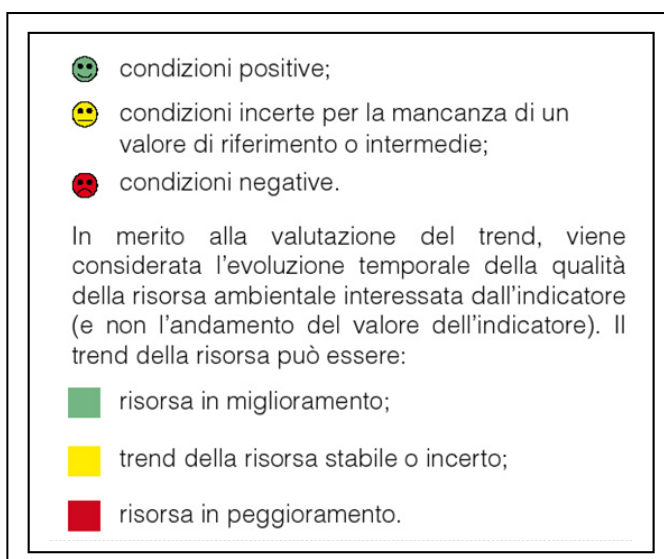 condizioni positive;
condizioni incerte per la mancanza di un
valore di riferimento o intermedie;
condizioni negative.
In merito alla valutazione del trend, viene
considerata l'evoluzione temporale della qualità
della risorsa ambientale interessata dall'indicatore
(e non l'andamento del valore dell'indicatore). Il
trend della risorsa può essere:
risorsa in miglioramento;
trend della risorsa stabile o incerto;
risorsa in peggioramento.